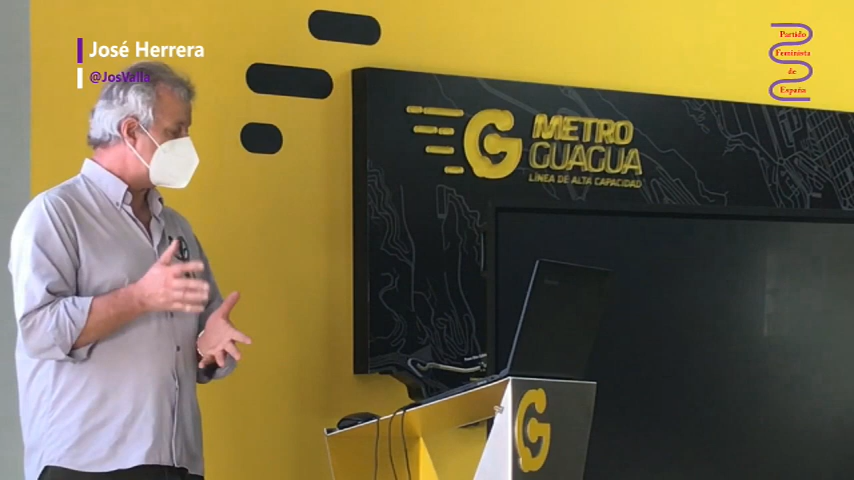 José Herrera
@JosValla
Partido
Feminista
de
España
G
METRO
GUAGUA
LÍNEA DE ALTA CAPACIDAD
G